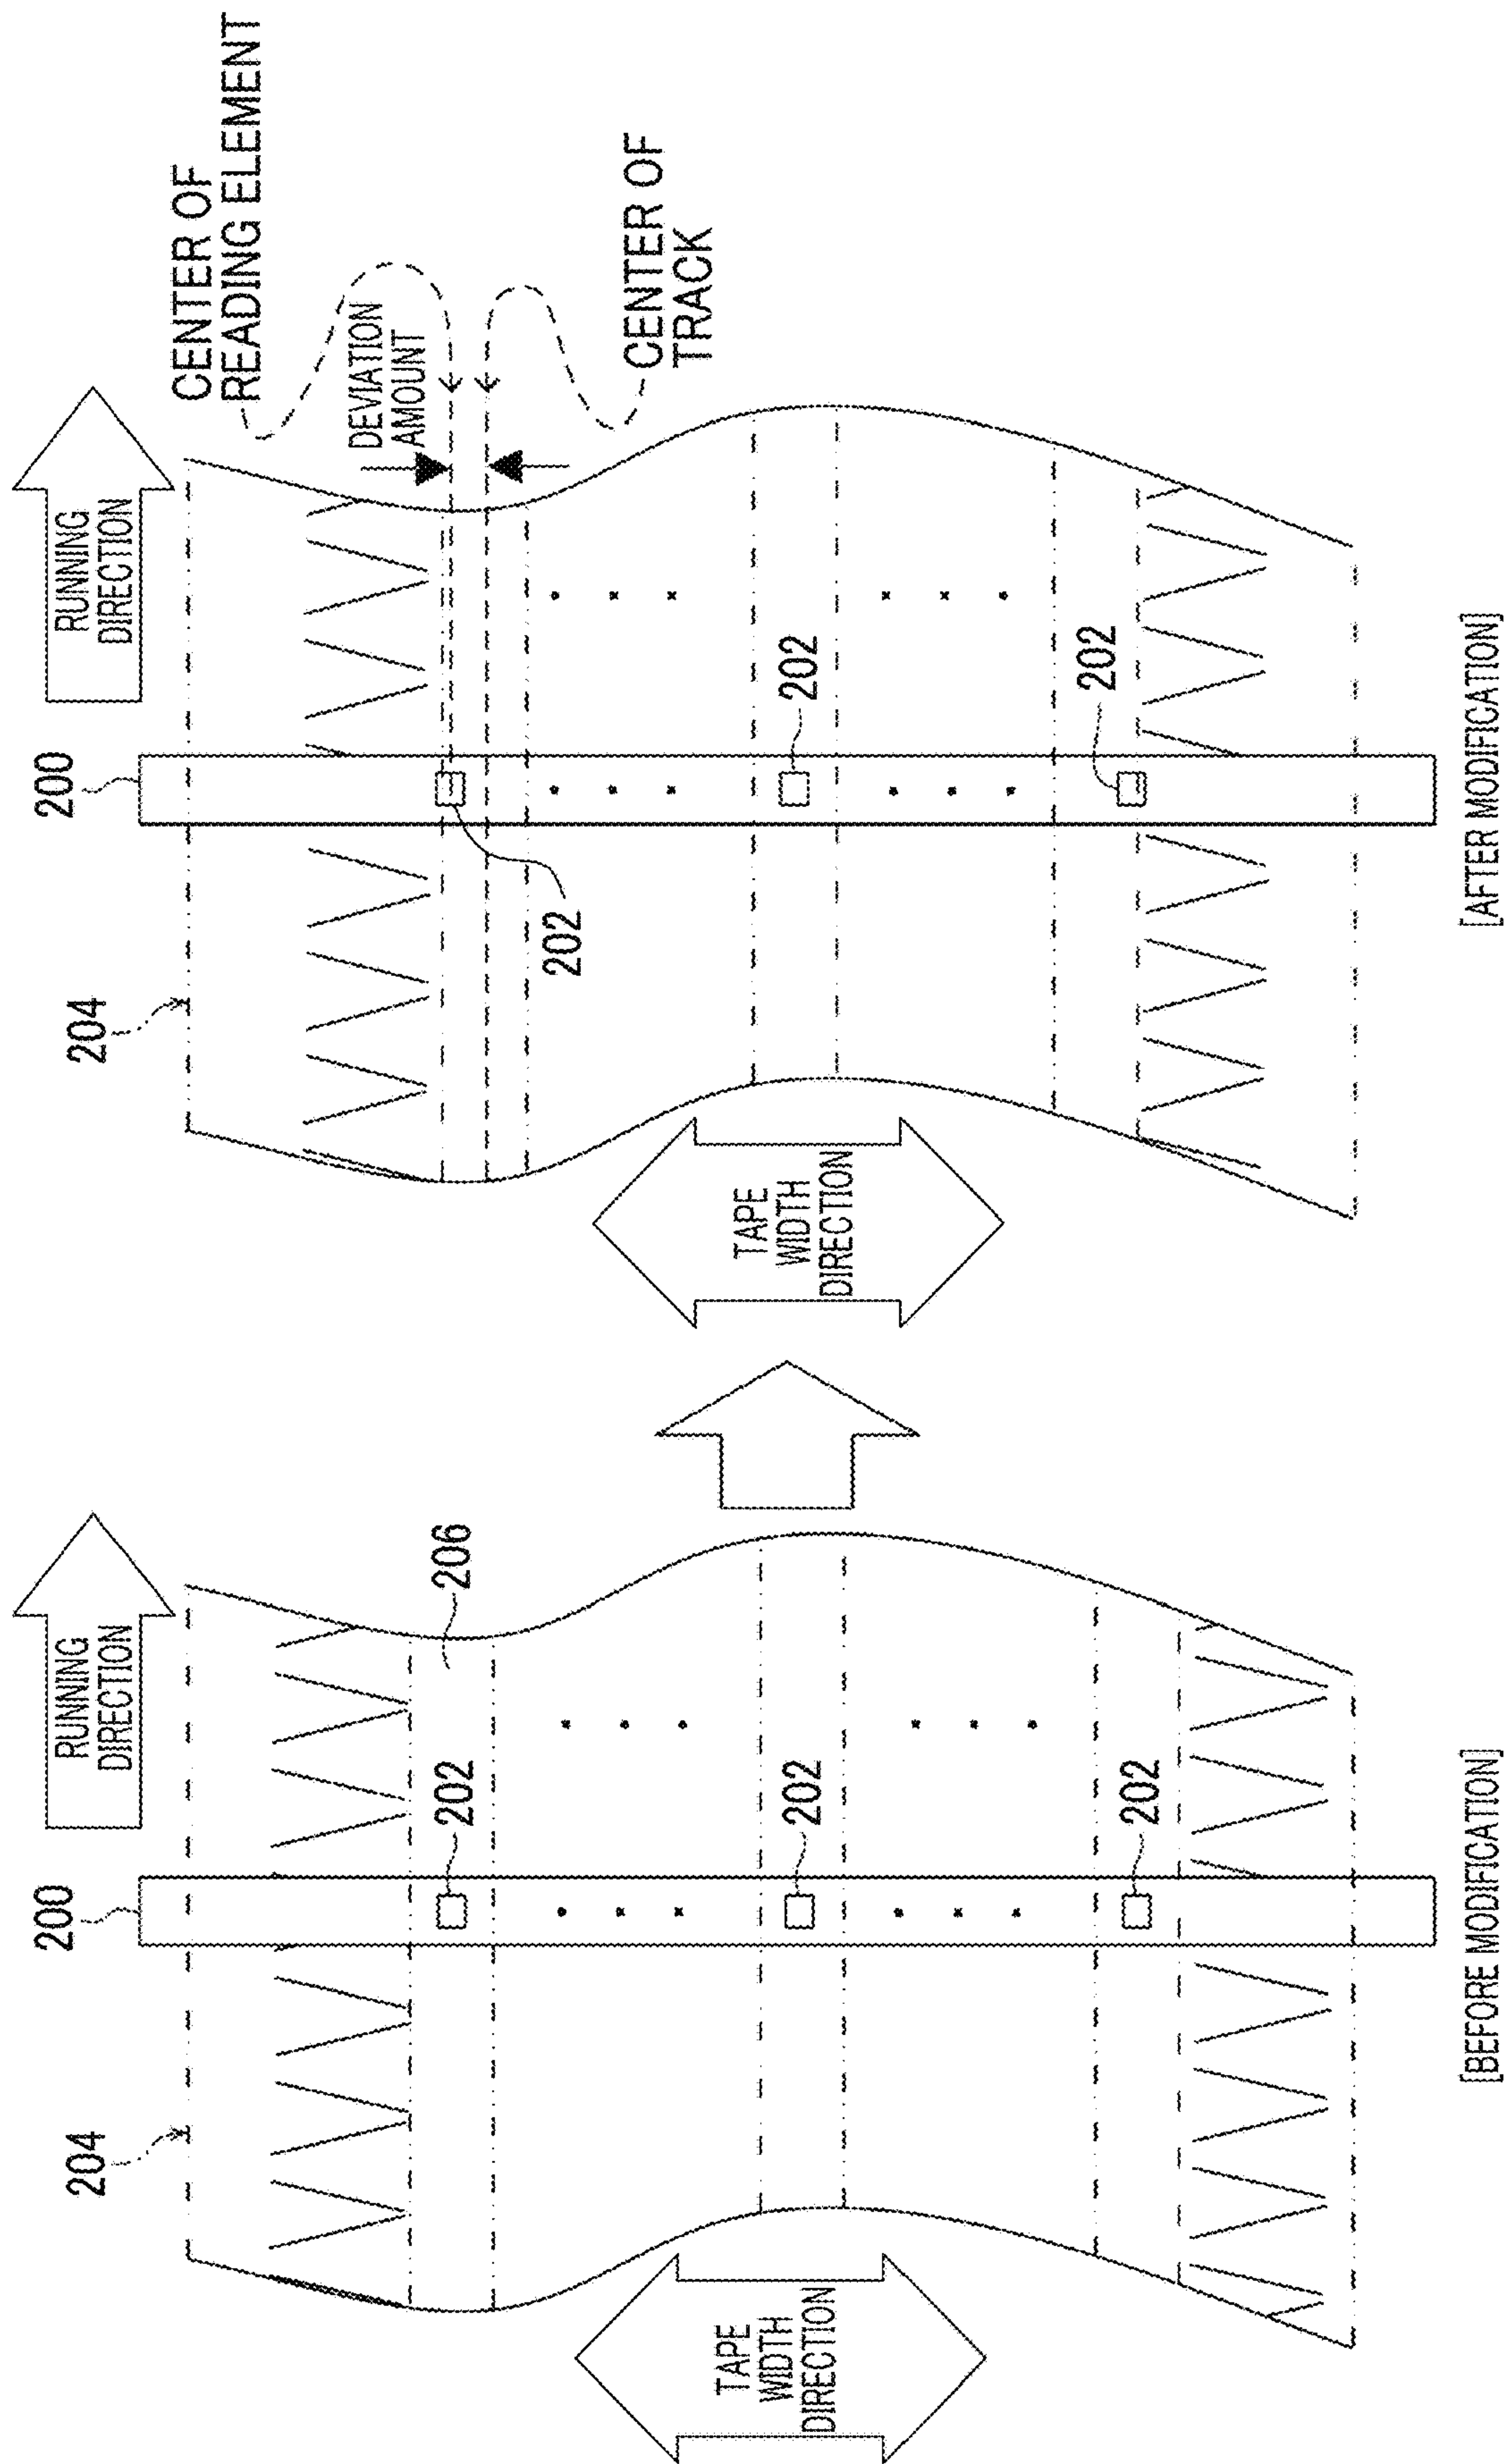 RUNNING
DIRECTION
204
200
206
202
202
202
TAPE
WIDTH
DIRECTION
[BEFORE MODIFICATION]
RUNNING
DIRECTION
CENTER OF
READING ELEMENT
DEVIATION
AMOUNT
CENTER OF
TRACK
204
200
202
202
202
TAPE
WIDTH
DIRECTION
[AFTER MODIFICATION]